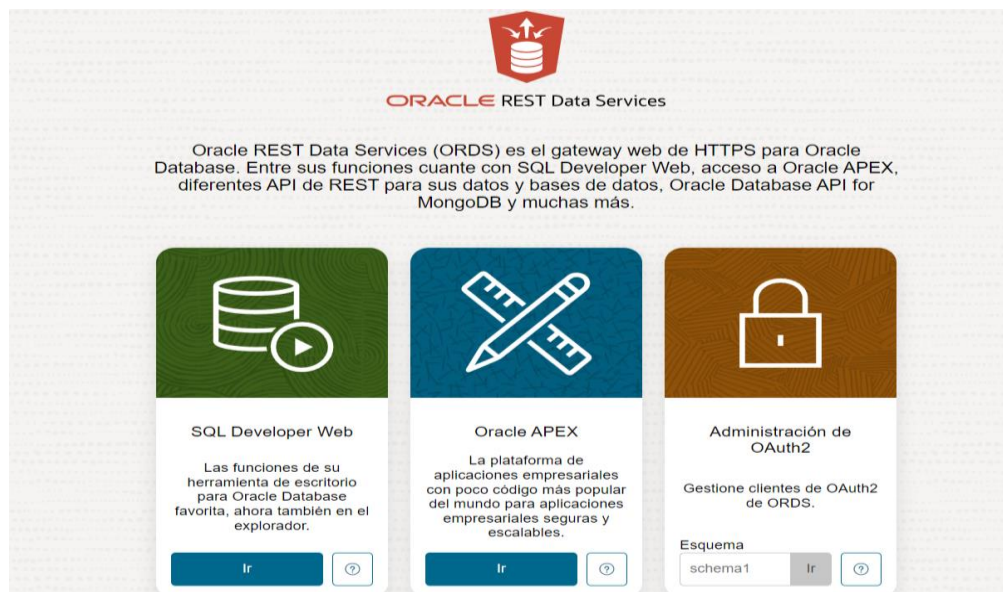 ORACLE REST Data Services
Oracle REST Data Services (ORDS) es el gateway web de HTTPS para Oracle
Database. Entre sus funciones cuante con SQL Developer Web, acceso a Oracle APEX,
diferentes API de REST para sus datos y bases de datos, Oracle Database API for
MongoDB y muchas más.
SQL Developer Web
Las funciones de su
herramienta de escritorio
para Oracle Database
favorita, ahora también en el
explorador.
Ir
?
Oracle APEX
La plataforma de
aplicaciones empresariales
con poco código más popular
del mundo para aplicaciones
empresariales seguras y
escalables.
Ir
?
Administración de
OAuth2
Gestione clientes de OAuth2
de ORDS.
Esquema
schema1 Ir
?